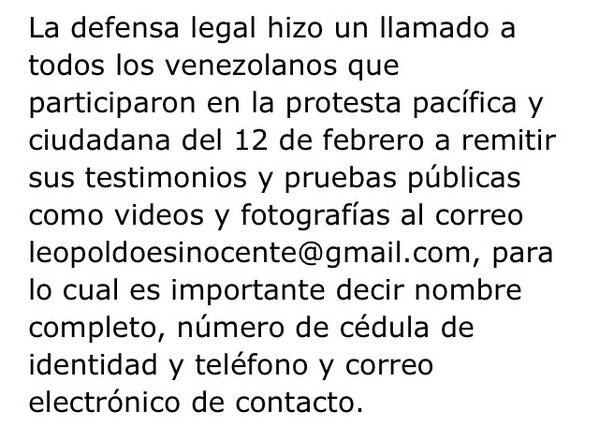 La defensa legal hizo un llamado a
todos los venezolanos que
participaron en la protesta pacífica y
ciudadana del 12 de febrero a remitir
sus testimonios y pruebas públicas
como videos y fotografías al correo
leopoldoesinocente@gmail.com, para
lo cual es importante decir nombre
completo, número de cédula de
identidad y teléfono y correo
electrónico de contacto.